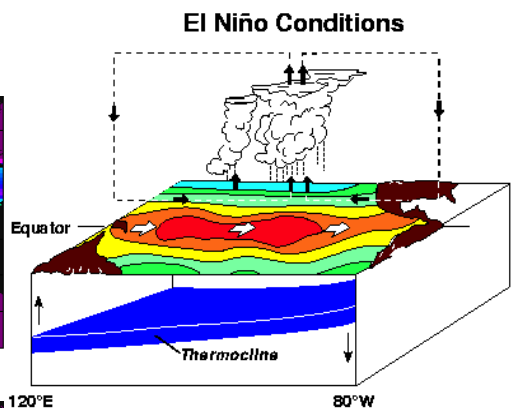 El Niño Conditions
Equator
Thermocline
120°E
80°W